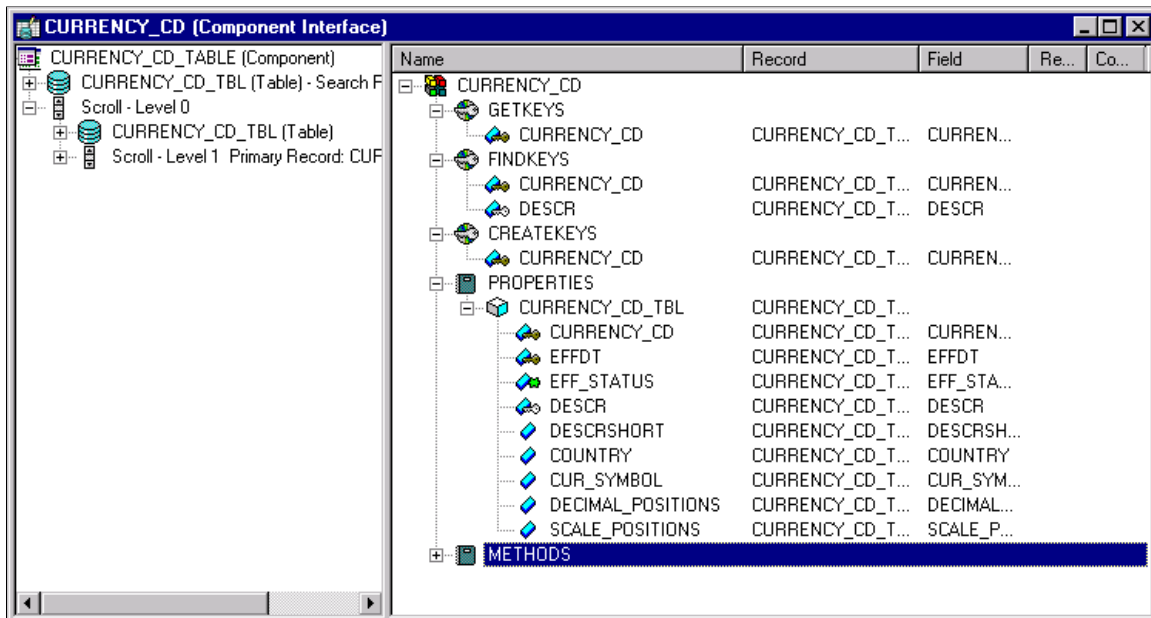 CURRENCY_CD (Component Interface)
CURRENCY_CD_TABLE (Component)
CURRENCY_CD_TBL (Table) - Search F
Scroll - Level 0
CURRENCY_CD_TBL (Table)
Scroll - Level 1 Primary Record: CUF
Name Record Field Re... Co...
CURRENCY_CD
GETKEYS
CURRENCY_CD CURRENCY_CD_T... CURREN...
FINDKEYS
CURRENCY_CD CURRENCY_CD_T... CURREN...
DESCR CURRENCY_CD_T... DESCR
CREATEKEYS
CURRENCY_CD CURRENCY_CD_T... CURREN...
PROPERTIES
CURRENCY_CD_TBL CURRENCY_CD_T...
CURRENCY_CD CURRENCY_CD_T... CURREN...
EFFDT CURRENCY_CD_T... EFFDT
EFF_STATUS CURRENCY_CD_T... EFF_STA...
DESCR CURRENCY_CD_T... DESCR
DESCRSHORT CURRENCY_CD_T... DESCRSH...
COUNTRY CURRENCY_CD_T... COUNTRY
CUR_SYMBOL CURRENCY_CD_T... CUR_SYM...
DECIMAL_POSITIONS CURRENCY_CD_T... DECIMAL...
SCALE_POSITIONS CURRENCY_CD_T... SCALE_P...
METHODS